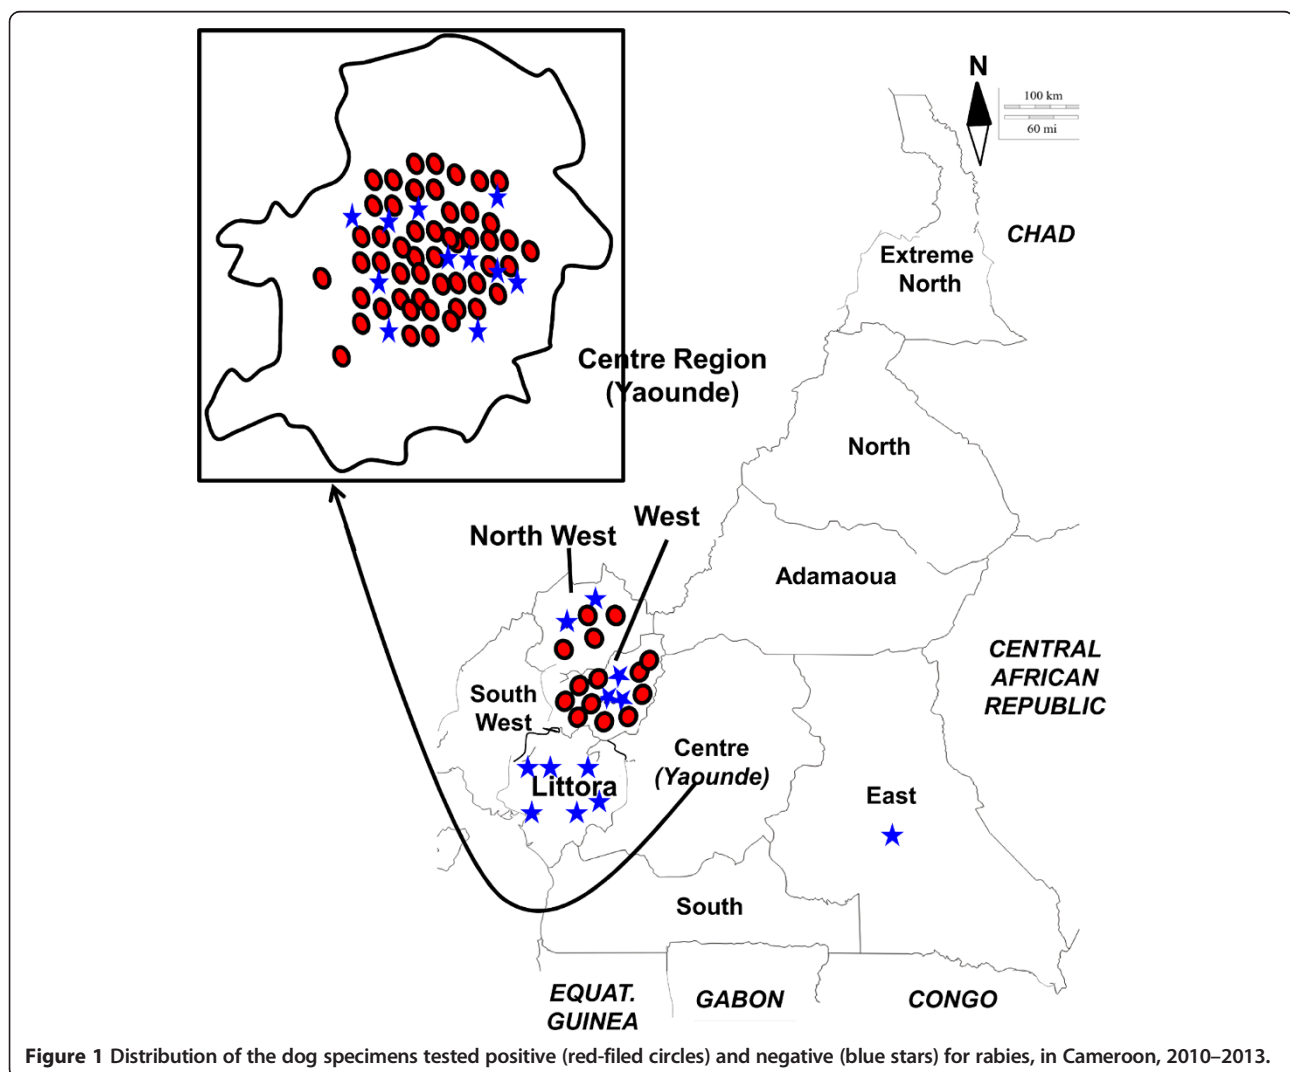 N
100 km
60 mi
CHAD
Extreme
North
Centre Region
(Yaounde)
North
West
North West
Adamaoua
CENTRAL
AFRICAN
REPUBLIC
South
West
Centre
(Yaounde)
Littora
East
South
EQUAT.
GUINEA
GABON
CONGO
Figure 1 Distribution of the dog specimens tested positive (red-filed circles) and negative (blue stars) for rabies, in Cameroon, 2010–2013.